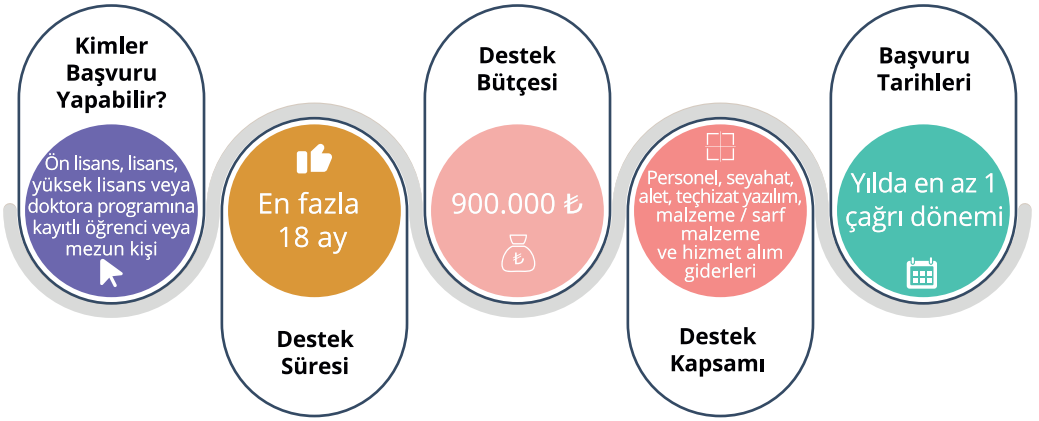 Kimler
Başvuru
Yapabilir?
Ön lisans, lisans,
yüksek lisans veya
doktora programına
kayıtlı öğrenci veya
mezun kişi
En fazla
18 ay
Destek
Süresi
Destek
Bütçesi
900.000 ₺
₺
Personel, seyahat,
alet, teçhizat yazılım,
malzeme / sarf
malzeme
ve hizmet alım
giderleri
Destek
Kapsamı
Başvuru
Tarihleri
Yılda en az 1
çağrı dönemi